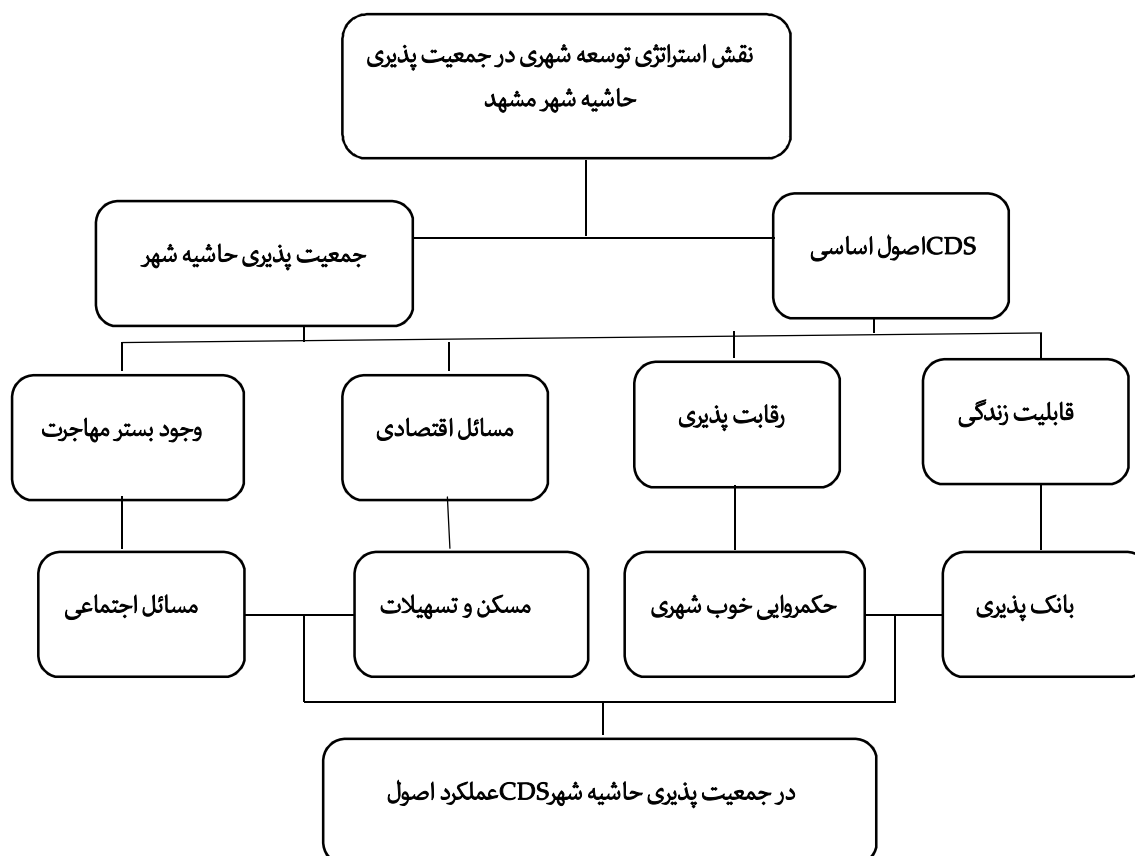 نقش استراتژی توسعه شهری در جمعیت پذیری
حاشیه شهر مشهد
CDSاصول اساسی
جمعیت پذیری حاشیه شهر
قابلیت زندگی
رقابت پذیری
مسائل اقتصادی
وجود بستر مهاجرت
بانک پذیری
حکمروایی خوب شهری
مسکن و تسهیلات
مسائل اجتماعی
در جمعیت پذیری حاشیه شهرCDSعملکرد اصول